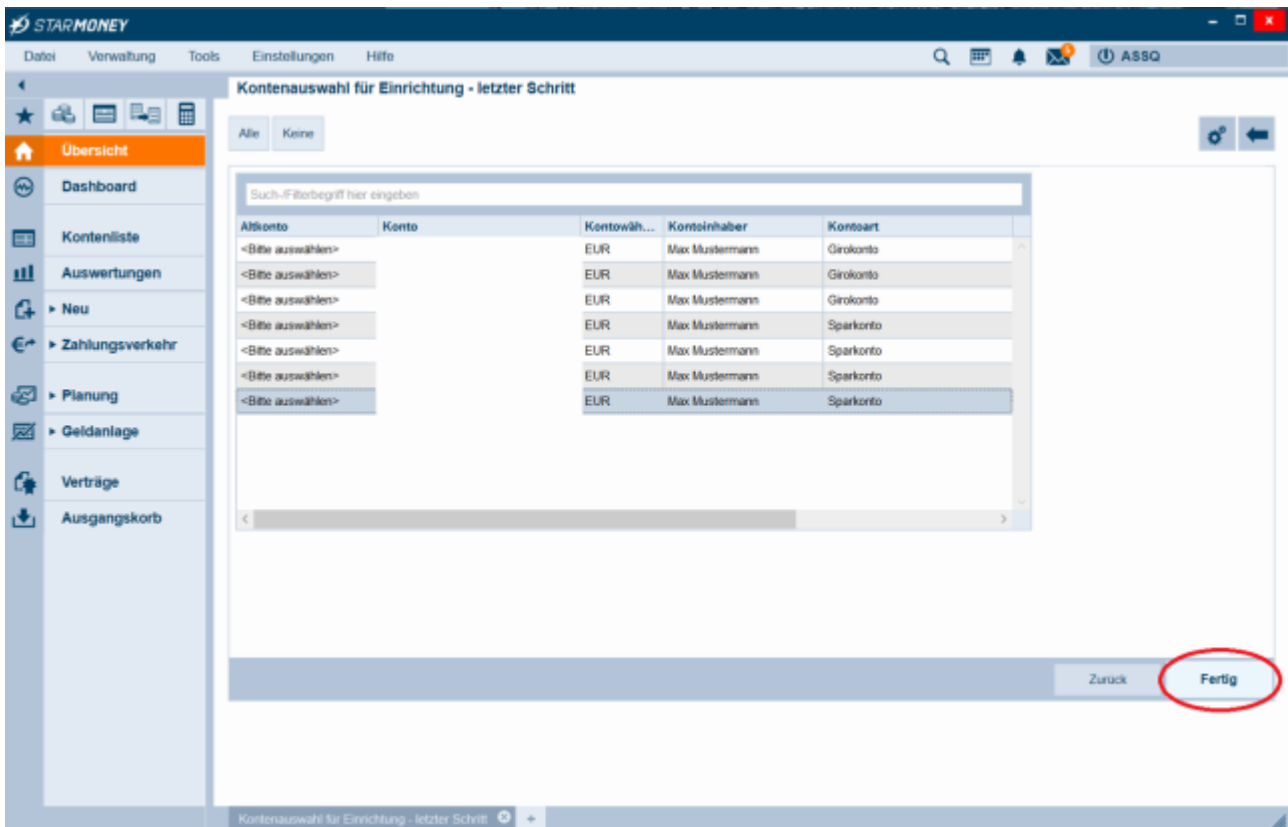 STARMONEY
Datei Verwaltung Tools Einstellungen Hilfe ASSQ
Kontenauswahl für Einrichtung - letzter Schritt
Alle Keine
Übersicht
Dashboard
Kontenliste
Auswertungen
Neu
Zahlungsverkehr
Planung
Geldanlage
Verträge
Ausgangskorb
Such-/Filterbegriff hier eingeben
Altkonto Konto Kontowäh... Kontoinhaber Kontoart
<Bitte auswählen> EUR Max Mustermann Girokonto
<Bitte auswählen> EUR Max Mustermann Girokonto
<Bitte auswählen> EUR Max Mustermann Girokonto
<Bitte auswählen> EUR Max Mustermann Sparkonto
<Bitte auswählen> EUR Max Mustermann Sparkonto
<Bitte auswählen> EUR Max Mustermann Sparkonto
<Bitte auswählen> EUR Max Mustermann Sparkonto
Zurück Fertig
Kontenauswahl für Einrichtung - letzter Schritt